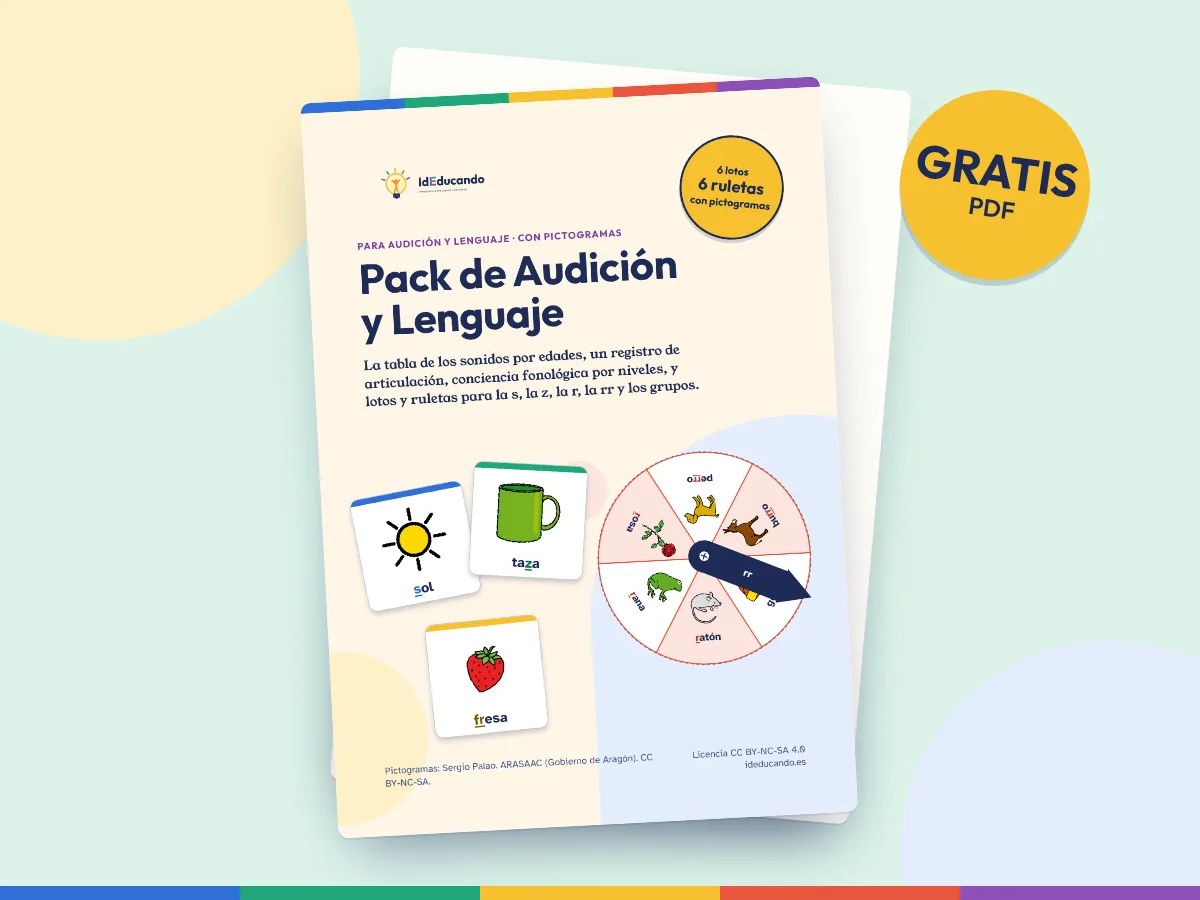 IdEducando
6 lotos
6 ruletas
con pictogramas
GRATIS
PDF
PARA AUDICIÓN Y LENGUAJE · CON PICTOGRAMAS
Pack de Audición
y Lenguaje
La tabla de los sonidos por edades, un registro de
articulación, conciencia fonológica por niveles, y
lotos y ruletas para la s, la z, la r, la rr y los grupos.
sol
taza
fresa
perro
burro
rosa
rr
rana
ratón
Pictogramas: Sergio Palao. ARASAAC (Gobierno de Aragón). CC
BY-NC-SA.
Licencia CC BY-NC-SA 4.0
ideducando.es